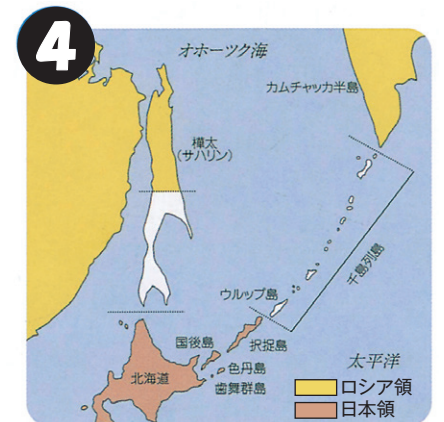 4
オホーツク海
カムチャッカ半島
樺太
(サハリン)
千島列島
ウルップ島
国後島
択捉島
色丹島
歯舞群島
北海道
太平洋
ロシア領
日本領